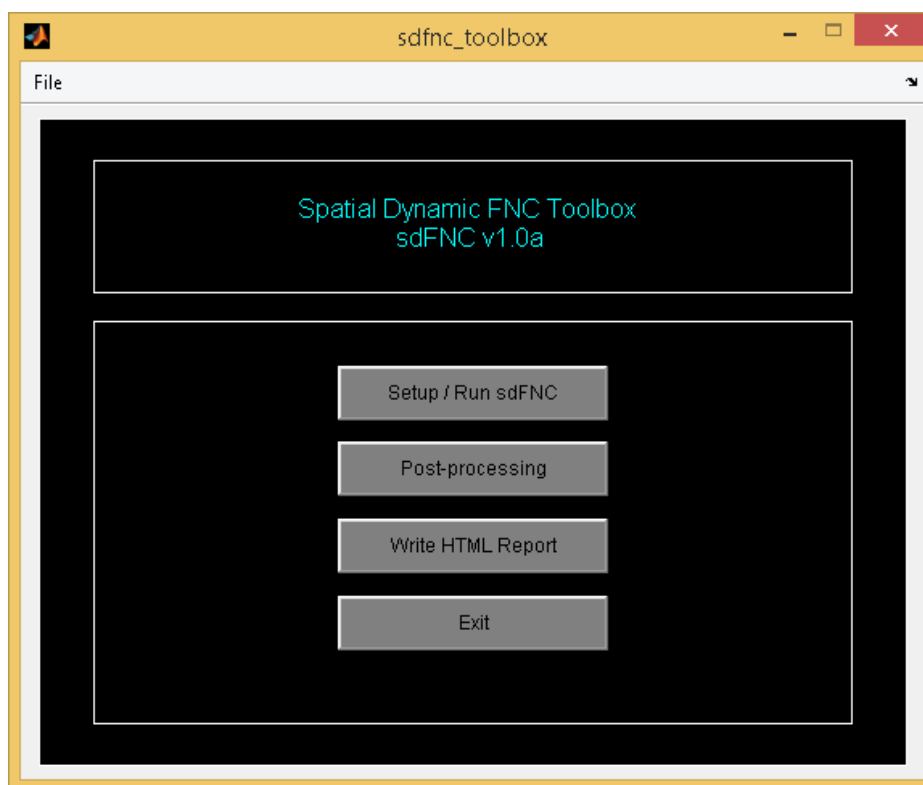 sdfnc_toolbox
File
Spatial Dynamic FNC Toolbox
sdFNC v1.0a
Setup / Run sdFNC
Post-processing
Write HTML Report
Exit